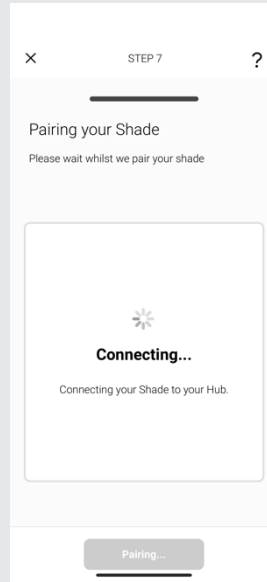 STEP 7
?
Pairing your Shade
Please wait whilst we pair your shade
Connecting...
Connecting your Shade to your Hub.
Pairing...